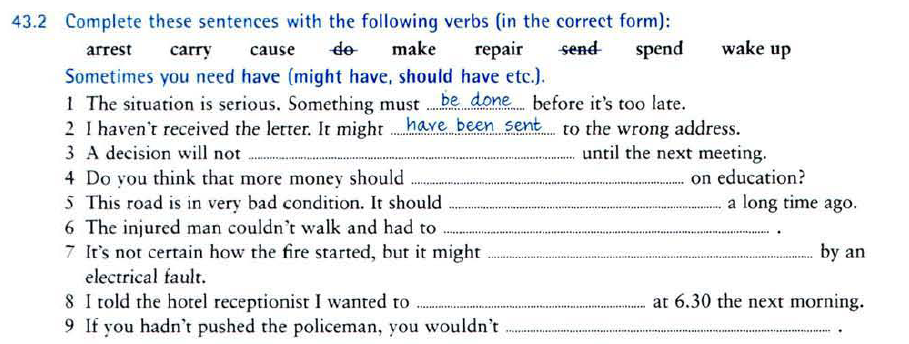 43.2 Complete these sentences with the following verbs (in the correct form):
arrest carry cause do make repair send spend wake up
Sometimes you need have (might have, should have etc.).
1 The situation is serious. Something must be done before it's too late.
2 I haven't received the letter. It might have been sent to the wrong address.
3 A decision will not ........ until the next meeting.
4 Do you think that more money should ........ on education?
5 This road is in very bad condition. It should ........ a long time ago.
6 The injured man couldn't walk and had to ........ .
7 It's not certain how the fire started, but it might ........ by an
electrical fault.
8 I told the hotel receptionist I wanted to ........ at 6.30 the next morning.
9 If you hadn't pushed the policeman, you wouldn't ........ .